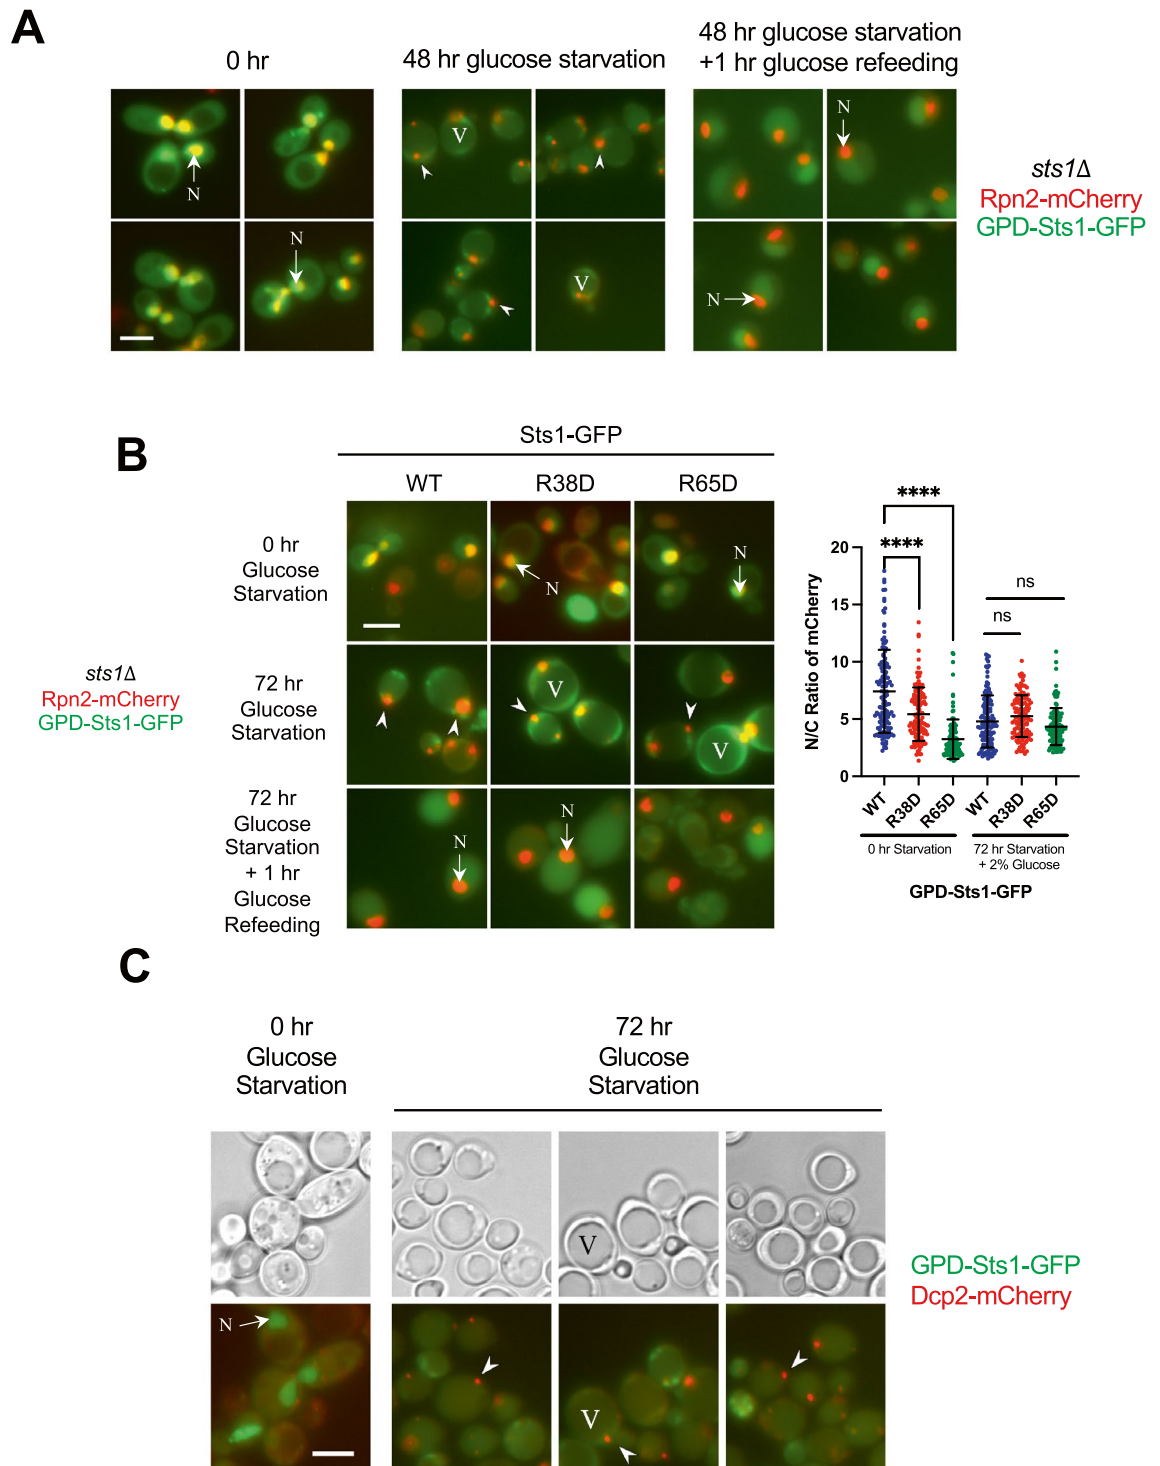 A
0 hr
48 hr glucose starvation
48 hr glucose starvation
+1 hr glucose refeeding
N
V
N
N
V
N
sts1Δ
Rpn2-mCherry
GPD-Sts1-GFP
B
Sts1-GFP
WT
R38D
R65D
0 hr
Glucose
Starvation
N
N
72 hr
Glucose
Starvation
V
V
72 hr
Glucose
Starvation
+ 1 hr
Glucose
Refeeding
N
N
sts1Δ
Rpn2-mCherry
GPD-Sts1-GFP
****
****
ns
ns
N/C Ratio of mCherry
20
15
10
5
0
WT
R38D
R65D
WT
R38D
R65D
0 hr Starvation
72 hr Starvation
+ 2% Glucose
GPD-Sts1-GFP
C
0 hr
Glucose
Starvation
72 hr
Glucose
Starvation
V
N
V
GPD-Sts1-GFP
Dcp2-mCherry